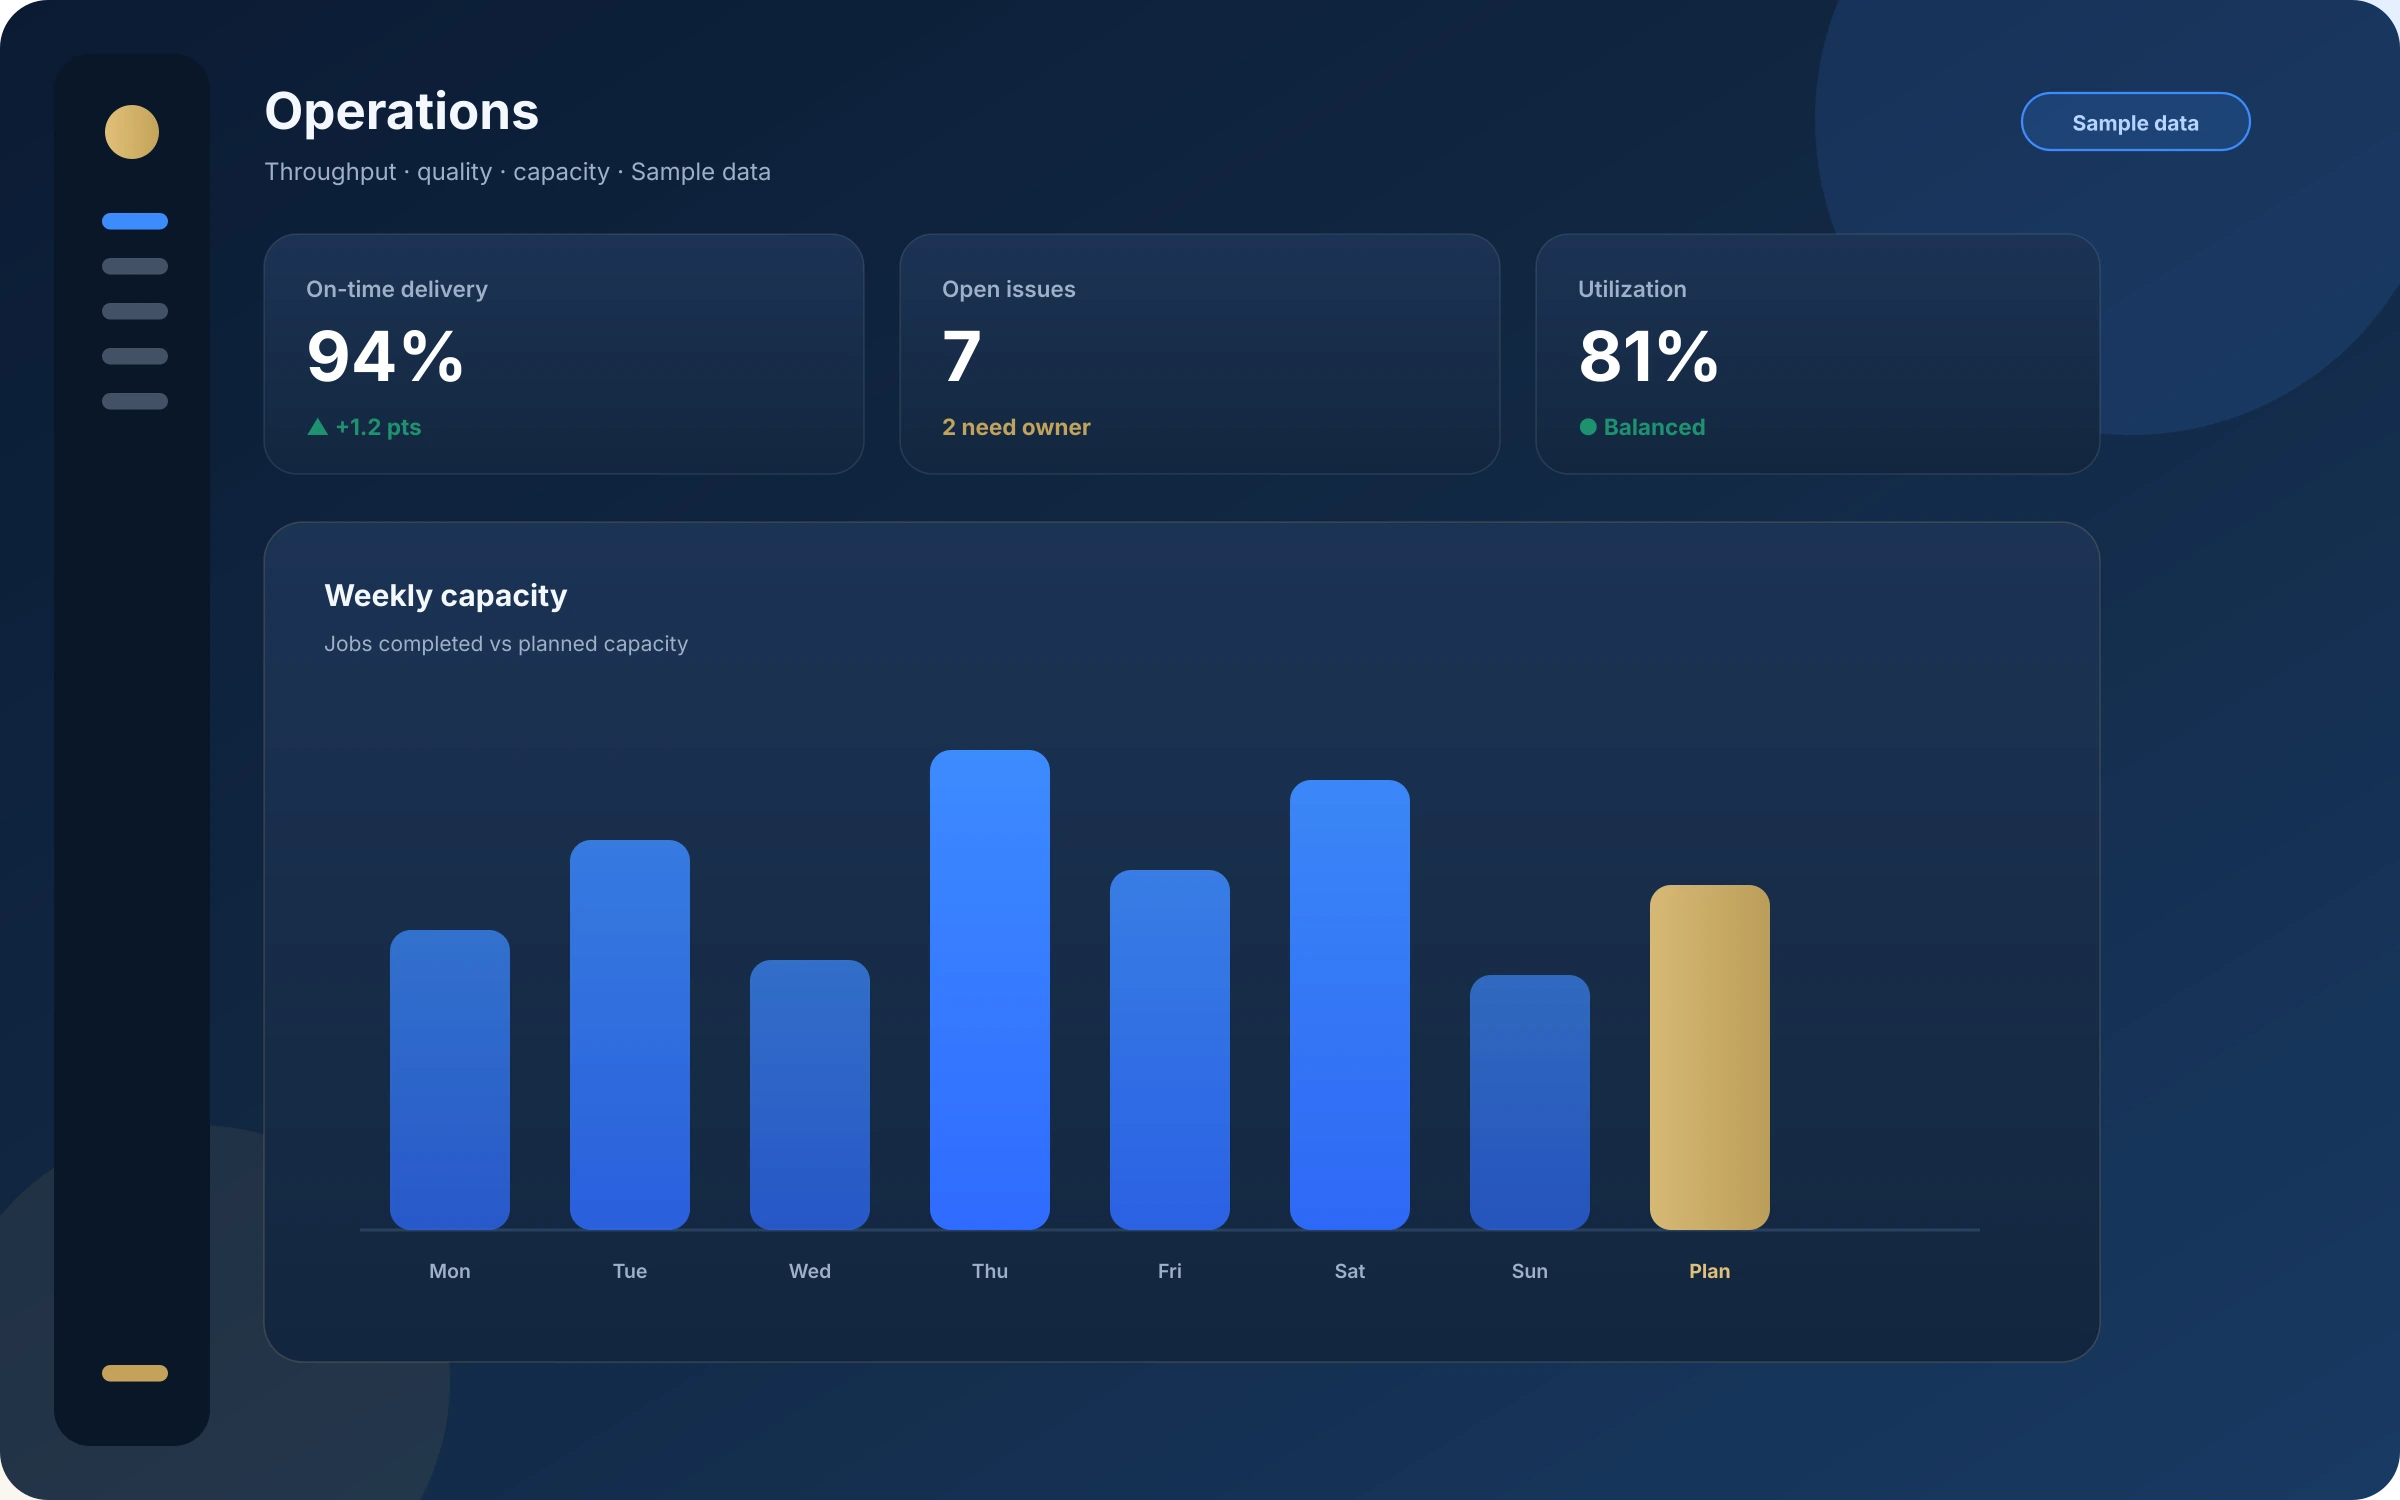 Operations
Sample data
Throughput · quality · capacity · Sample data
On-time delivery
94%
▲ +1.2 pts
Open issues
7
2 need owner
Utilization
81%
● Balanced
Weekly capacity
Jobs completed vs planned capacity
Mon Tue Wed Thu Fri Sat Sun Plan